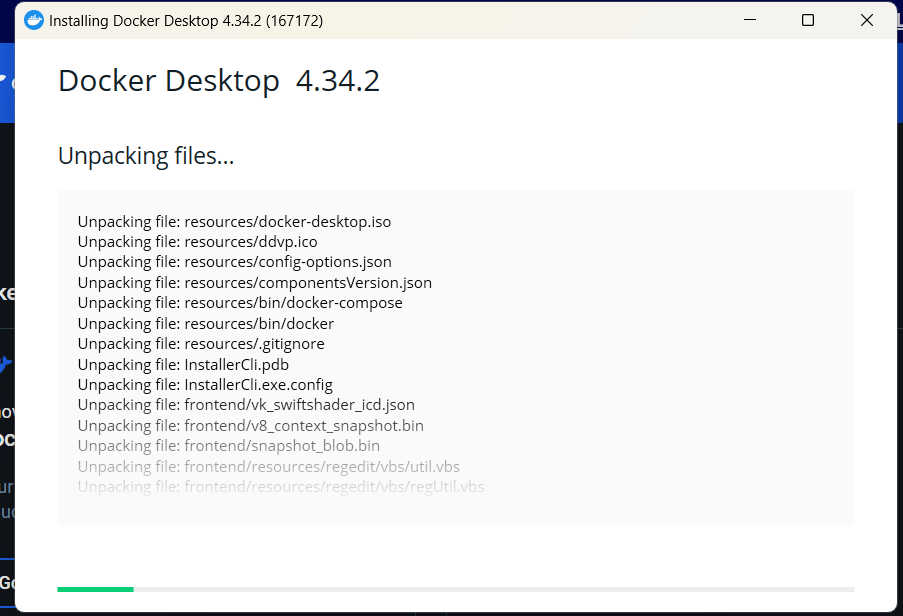 Installing Docker Desktop 4.34.2 (167172)
Docker Desktop 4.34.2
Unpacking files...
Unpacking file: resources/docker-desktop.iso
Unpacking file: resources/ddvp.ico
Unpacking file: resources/config-options.json
Unpacking file: resources/componentsVersion.json
Unpacking file: resources/bin/docker-compose
Unpacking file: resources/bin/docker
Unpacking file: resources/.gitignore
Unpacking file: InstallerCli.pdb
Unpacking file: InstallerCli.exe.config
Unpacking file: frontend/vk_swiftshader_icd.json
Unpacking file: frontend/v8_context_snapshot.bin
Unpacking file: frontend/snapshot_blob.bin
Unpacking file: frontend/resources/regedit/vbs/util.vbs
Unpacking file: frontend/resources/regedit/vbs/regUtil.vbs